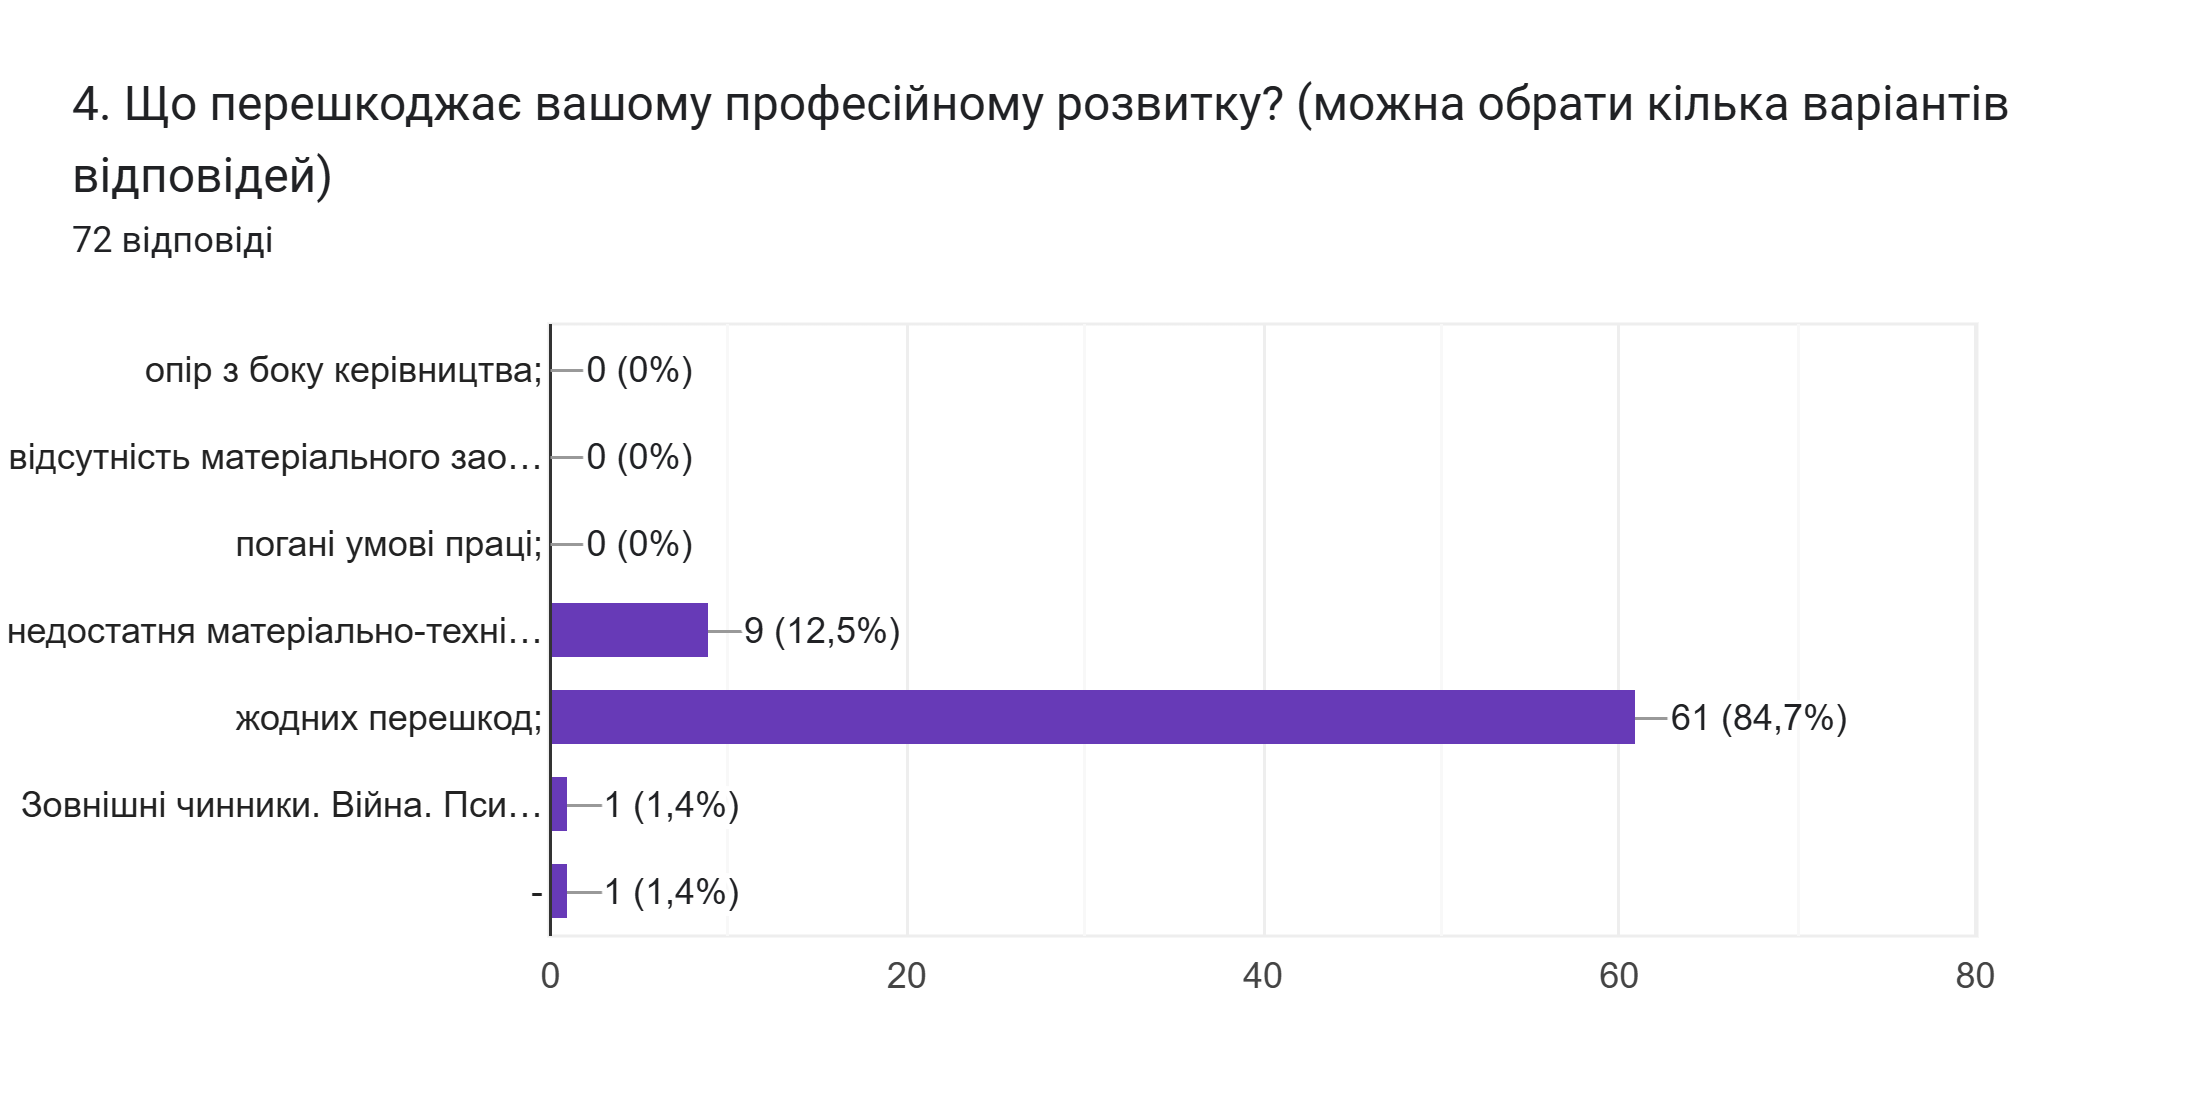 4. Що перешкоджає вашому професійному розвитку? (можна обрати кілька варіантів
відповідей)
72 відповіді
опір з боку керівництва; 0 (0%)
відсутність матеріального зао… 0 (0%)
погані умові праці; 0 (0%)
недостатня матеріально-техні… 9 (12,5%)
жодних перешкод; 61 (84,7%)
Зовнішні чинники. Війна. Пси… 1 (1,4%)
- 1 (1,4%)
0 20 40 60 80